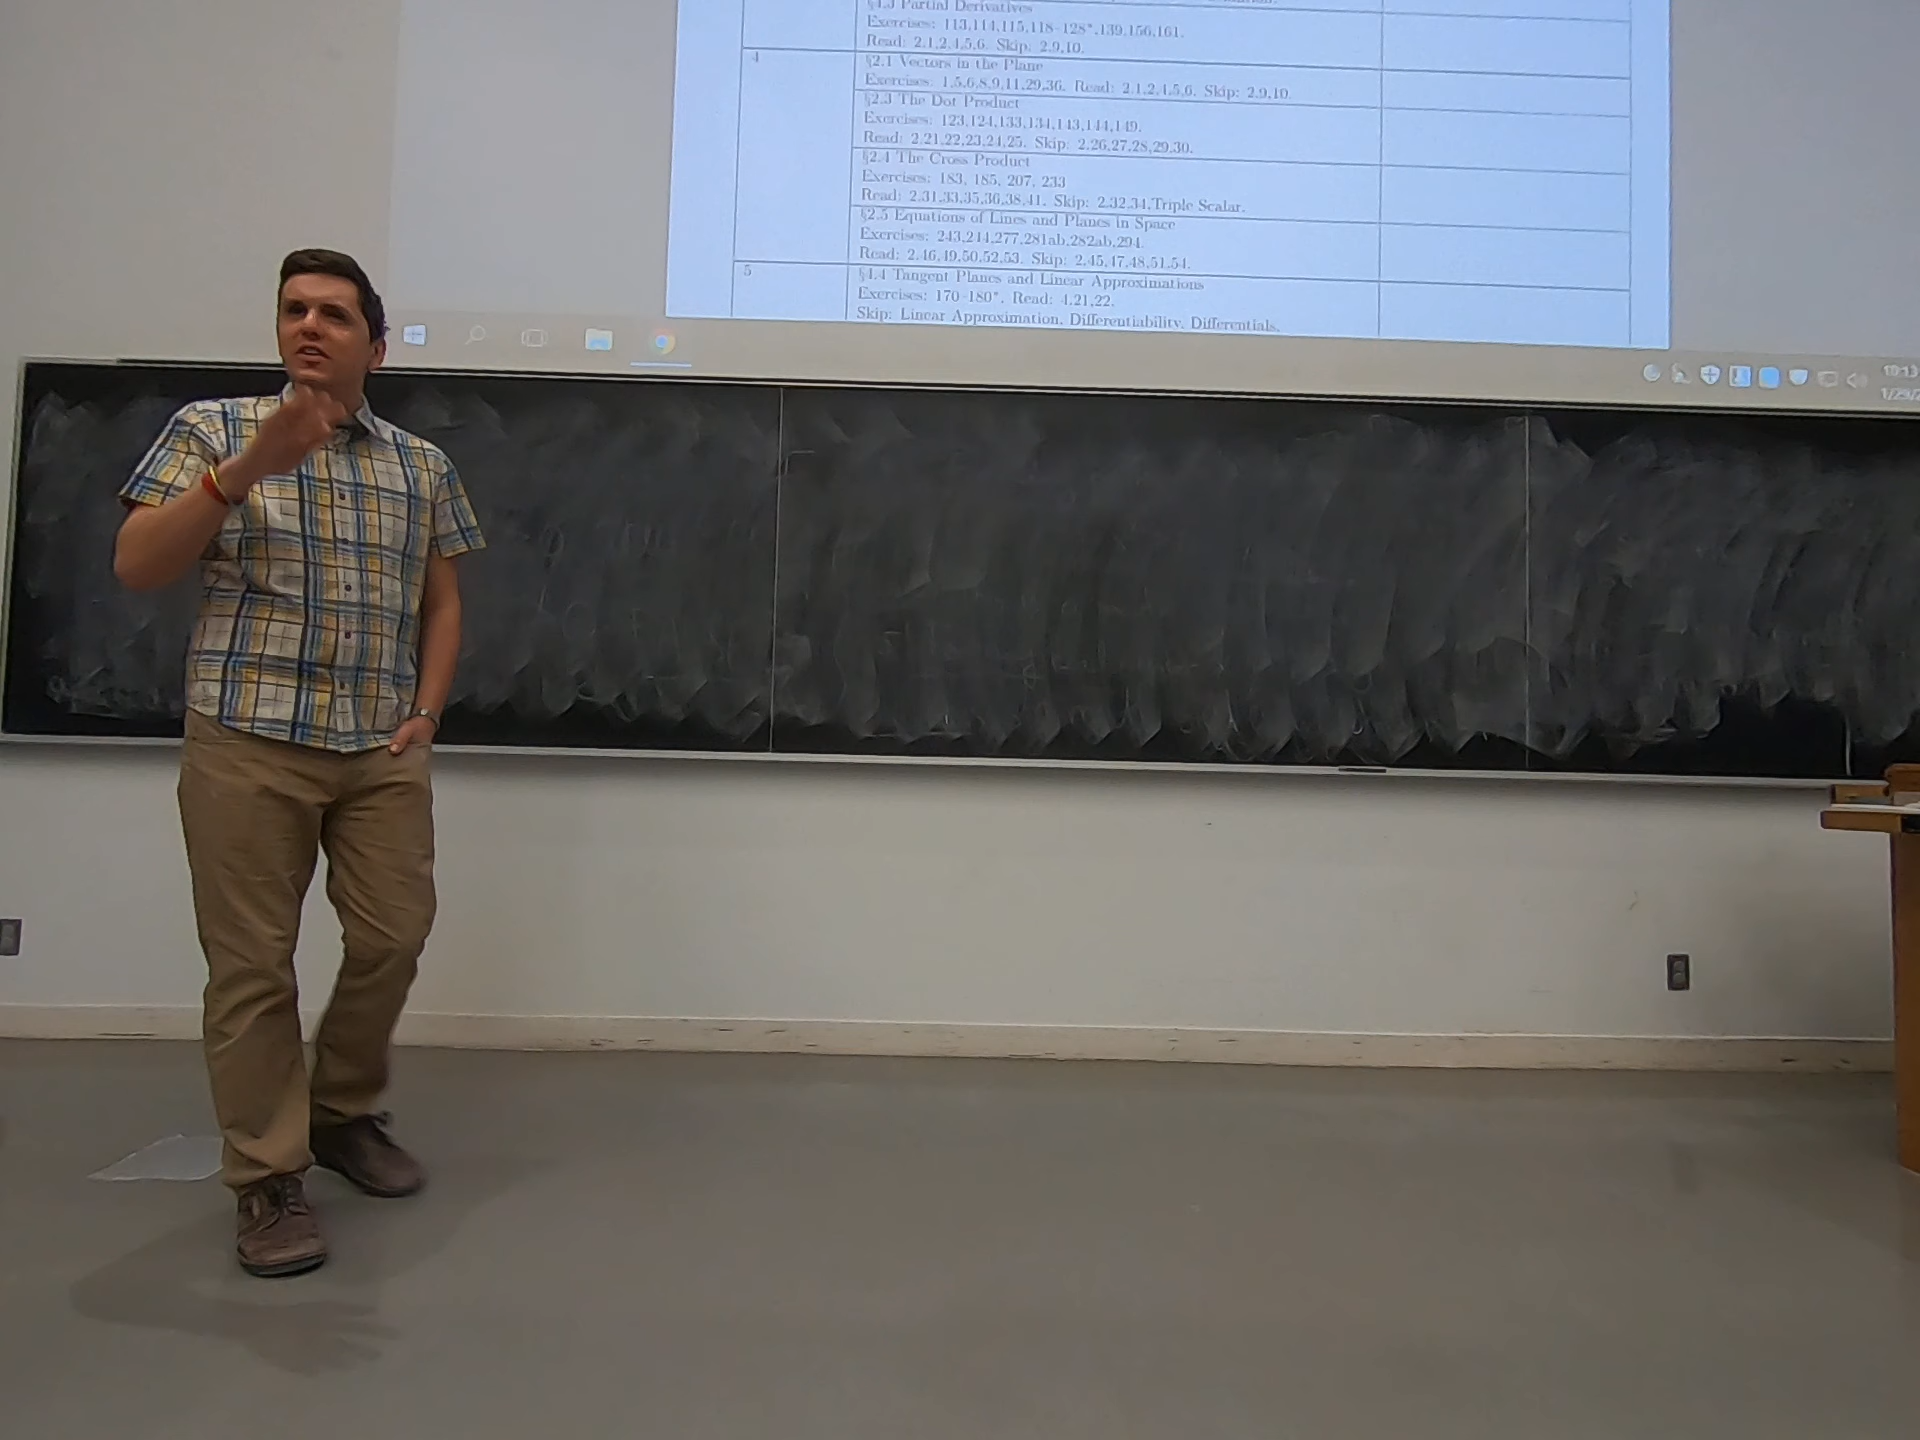 §4.3 Partial Derivatives
Exercises: 113,114,115,118–128*,139,156,161.
Read: 2.1,2,4,5,6. Skip: 2.9,10.
4
§2.1 Vectors in the Plane
Exercises: 1,5,6,8,9,11,29,36. Read: 2.1,2,4,5,6. Skip: 2.9,10.
§2.3 The Dot Product
Exercises: 123,124,133,134,143,144,149.
Read: 2.21,22,23,24,25. Skip: 2.26,27,28,29,30.
§2.4 The Cross Product
Exercises: 183, 185, 207, 233
Read: 2.31,33,35,36,38,41. Skip: 2.32,34,Triple Scalar.
§2.5 Equations of Lines and Planes in Space
Exercises: 243,244,277,281ab,282ab,294.
Read: 2.46,49,50,52,53. Skip: 2.45,47,48,51,54.
5
§4.4 Tangent Planes and Linear Approximations
Exercises: 170–180*. Read: 4.21,22.
Skip: Linear Approximation, Differentiability, Differentials.
10:13
1/29/2